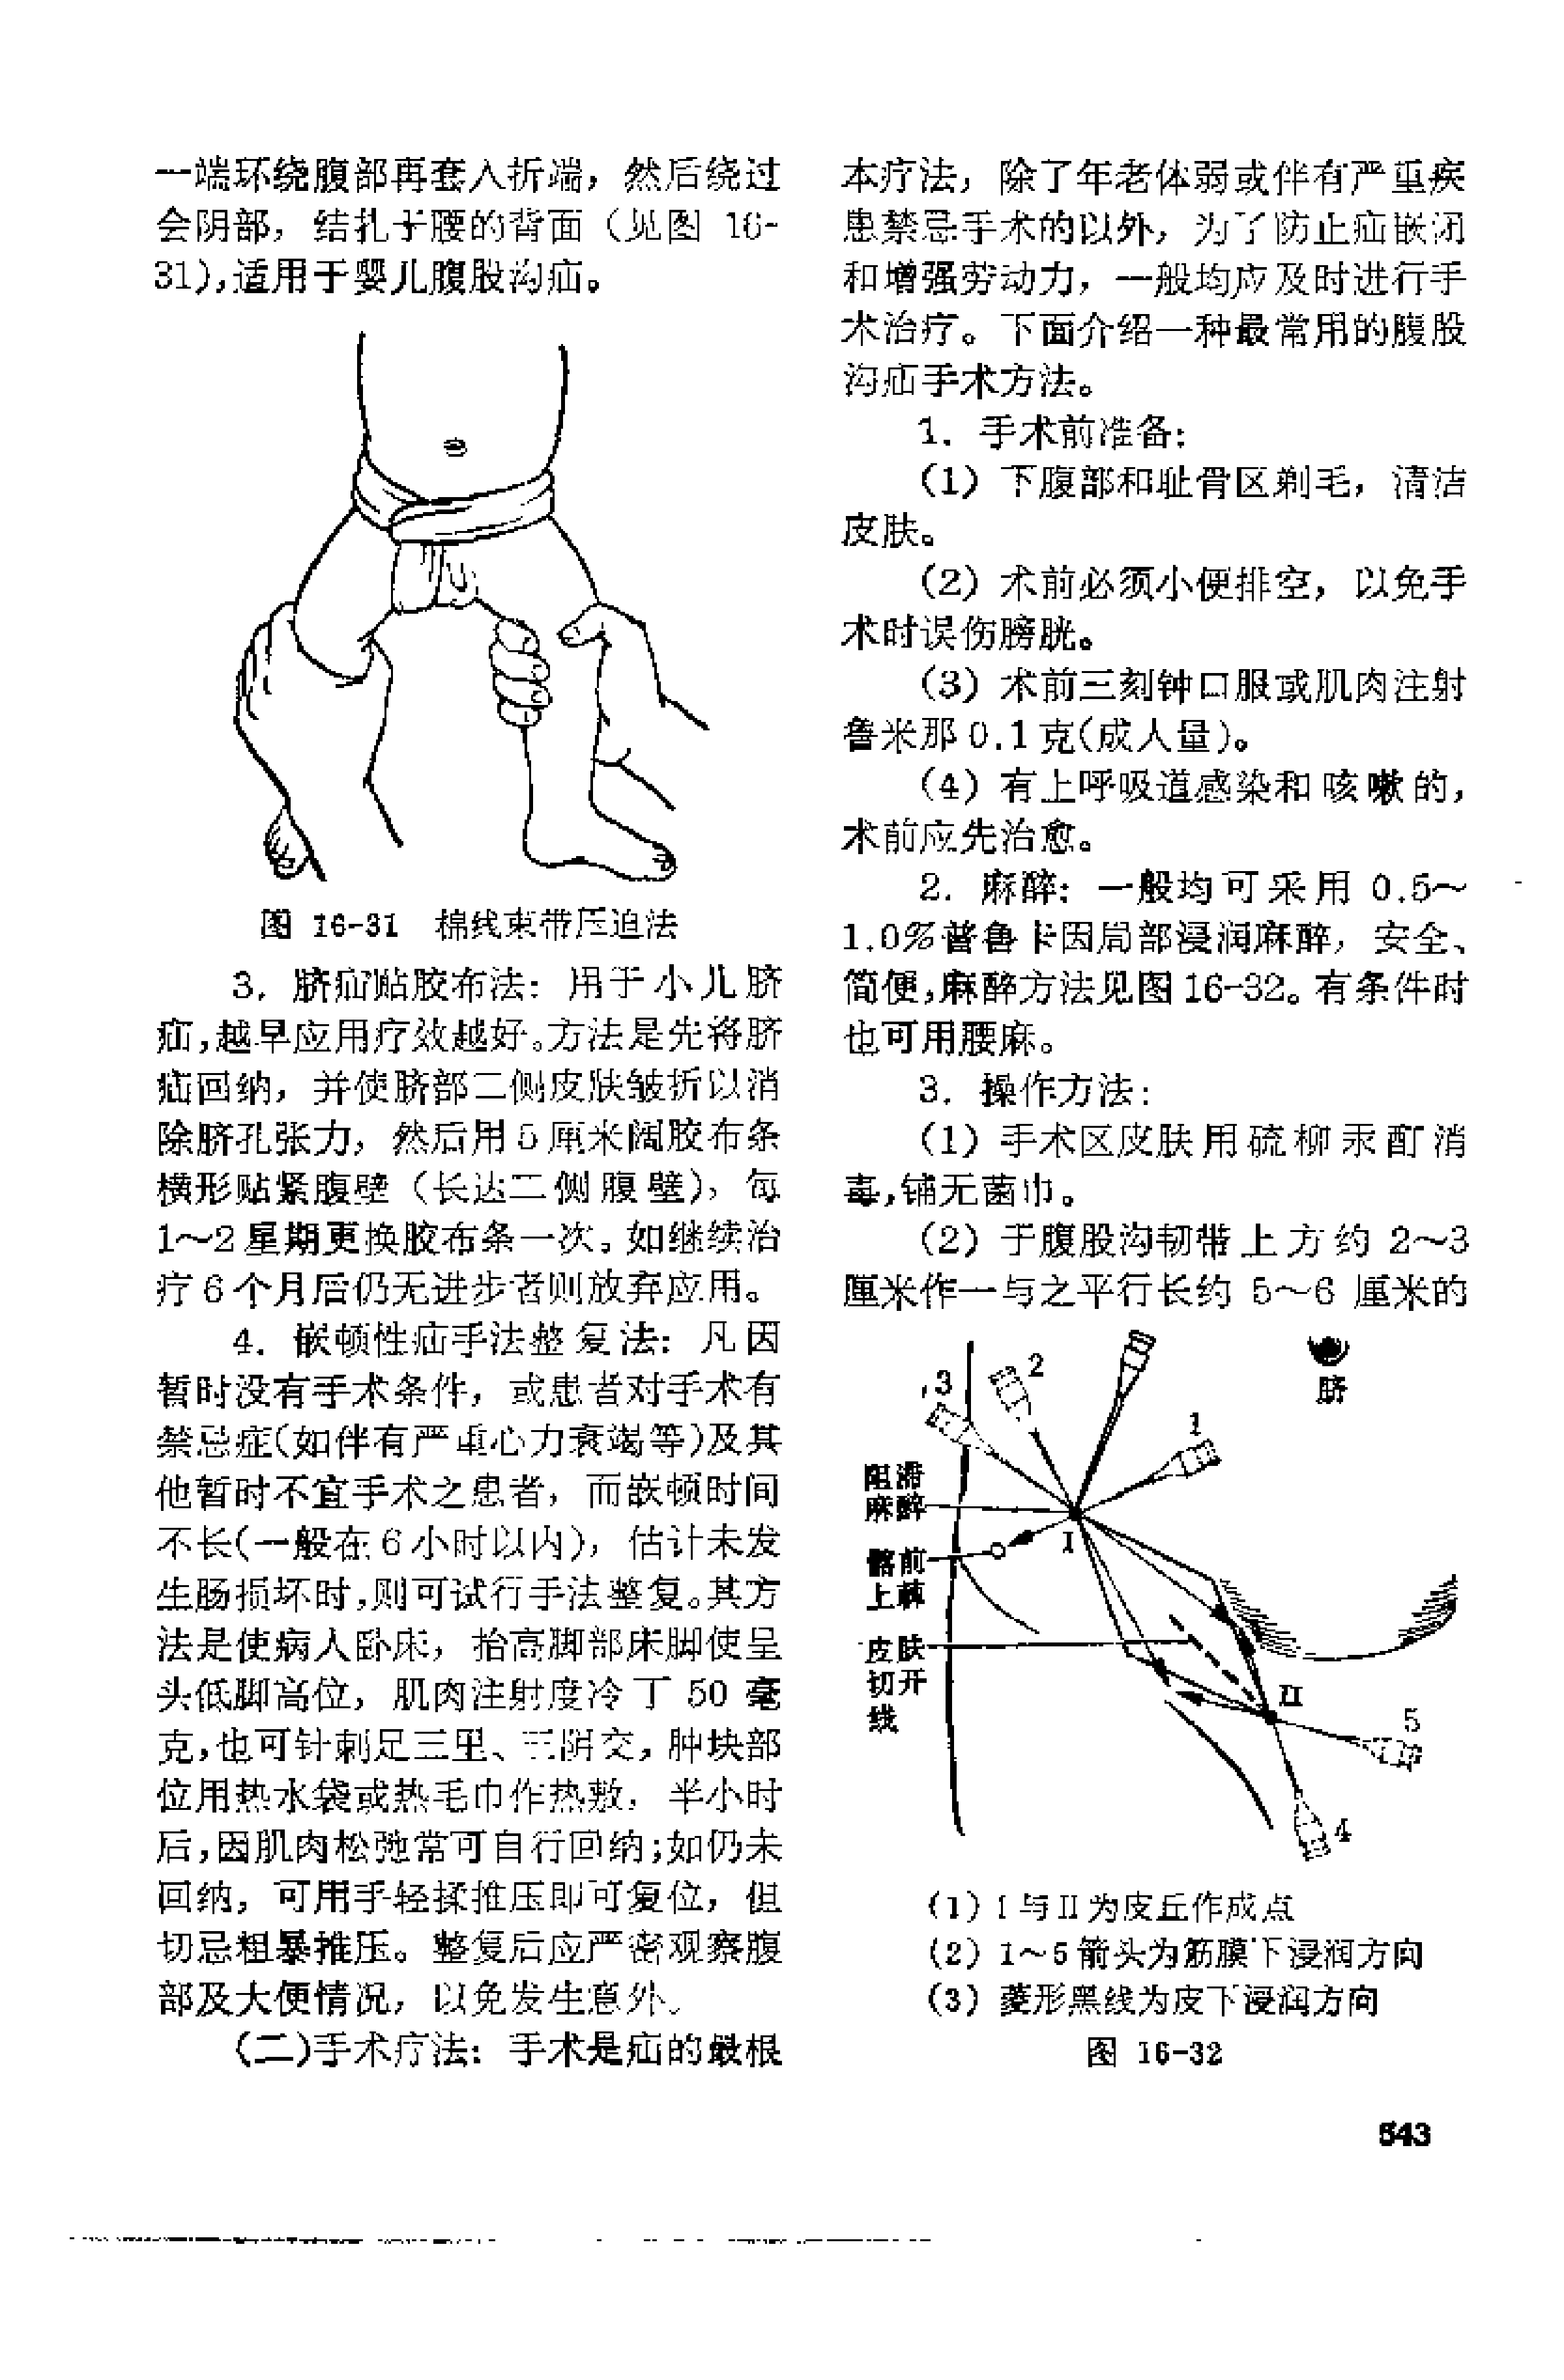 一端环绕腹部再套入折端，然后绕过
会阴部，结扎于腰的背面（见图 16-
31），适用于婴儿腹股沟疝。
图 16-31 棉线束带压迫法
3. 脐疝贴胶布法：用于小儿脐
疝，越早应用疗效越好。方法是先将脐
疝回纳，并使脐部二侧皮肤皱折以消
除脐孔张力，然后用5厘米阔胶布条
横形贴紧腹壁（长达二侧腹壁），每
1～2星期更换胶布条一次。如继续治
疗6个月后仍无进步者则放弃应用。
4. 嵌顿性疝手法整复法：凡因
暂时没有手术条件，或患者对手术有
禁忌症（如伴有严重心力衰竭等）及其
他暂时不宜手术之患者，而嵌顿时间
不长（一般在6小时以内），估计未发
生肠损坏时，则可试行手法整复。其方
法是使病人卧床，抬高脚部床脚使呈
头低脚高位，肌肉注射度冷丁 50 毫
克，也可针刺足三里、三阴交，肿块部
位用热水袋或热毛巾作热敷，半小时
后，因肌肉松弛常可自行回纳；如仍未
回纳，可用手轻揉推压即可复位，但
切忌粗暴推压。整复后应严密观察腹
部及大便情况，以免发生意外。
（二）手术疗法：手术是疝的最根
本疗法，除了年老体弱或伴有严重疾
患禁忌手术的以外，为了防止疝嵌闭
和增强劳动力，一般均应及时进行手
术治疗。下面介绍一种最常用的腹股
沟疝手术方法。
1. 手术前准备：
（1）下腹部和耻骨区剃毛，清洁
皮肤。
（2）术前必须小便排空，以免手
术时误伤膀胱。
（3）术前三刻钟口服或肌肉注射
鲁米那0.1克（成人量）。
（4）有上呼吸道感染和咳嗽的，
术前应先治愈。
2. 麻醉：一般均可采用 0.5～
1.0%普鲁卡因局部浸润麻醉，安全、
简便，麻醉方法见图16-32。有条件时
也可用腰麻。
3. 操作方法：
（1）手术区皮肤用硫柳汞酊消
毒，铺无菌巾。
（2）于腹股沟韧带上方约 2～3
厘米作一与之平行长约 5～6 厘米的
3
2
1
脐
阻滞
麻醉
I
髂前
上棘
皮肤
切开
线
II
5
4
（1）I与II为皮丘作成点
（2）1～5箭头为筋膜下浸润方向
（3）菱形黑线为皮下浸润方向
图 16-32
543